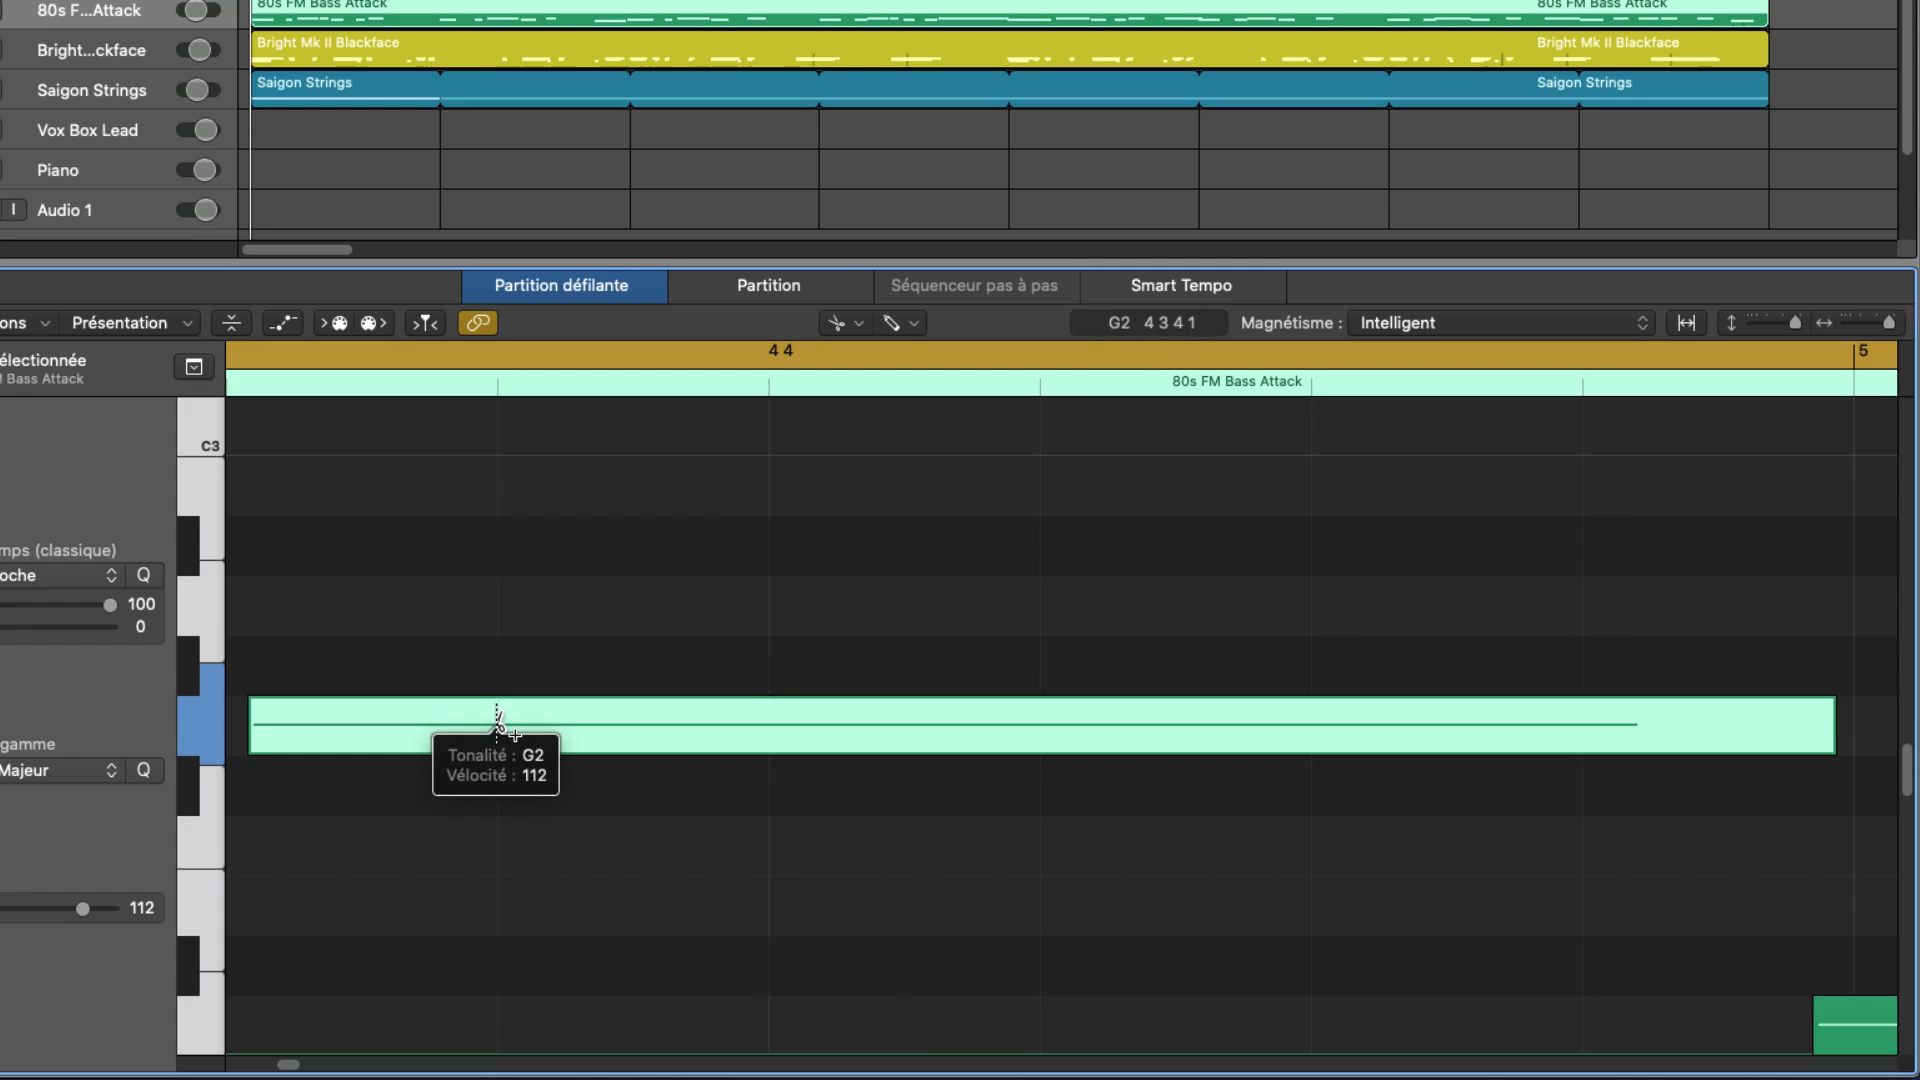 80s F...Attack
80s FM Bass Attack
80s FM Bass Attack
Bright...ckface
Bright Mk II Blackface
Bright Mk II Blackface
Saigon Strings
Saigon Strings
Saigon Strings
Vox Box Lead
Piano
I
Audio 1
Partition défilante
Partition
Séquenceur pas à pas
Smart Tempo
ons
Présentation
G2 4 3 4 1
Magnétisme :
Intelligent
électionnée
Bass Attack
4 4
5
80s FM Bass Attack
C3
mps (classique)
oche
Q
100
0
Tonalité : G2
Vélocité : 112
gamme
Majeur
Q
112